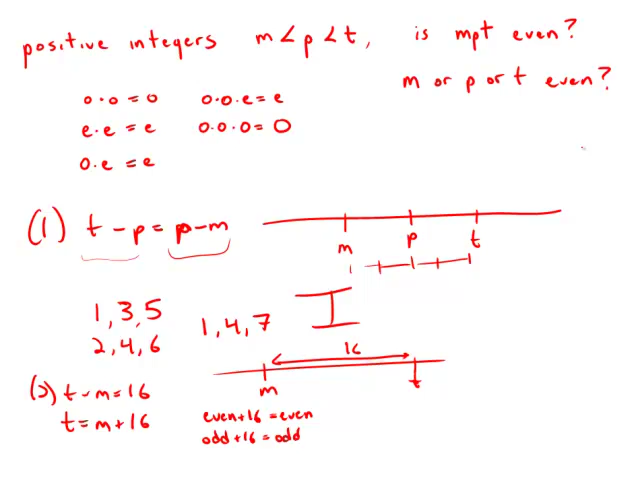 positive integers m<p<t, is mpt even?
m or p or t even?
o·o = o o·o·e = e
e·e = e o·o·o = O
o·e = e
(1) t-p = p-m
m p t
1,3,5
2,4,6
1,4,7
I
16
m t
(2) t-m=16
t=m+16
even+16=even
odd+16=odd